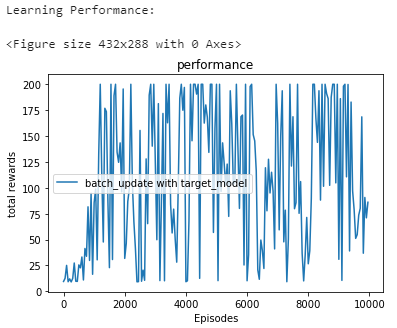 Learning Performance:
<Figure size 432x288 with 0 Axes>
performance
200
175
150
125
100
75
50
25
0
total rewards
batch_update with target_model
0 2000 4000 6000 8000 10000
Episodes